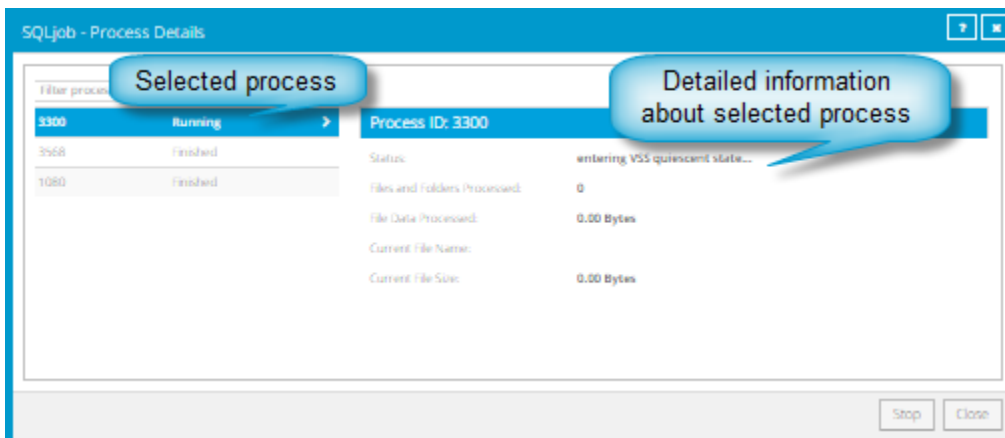 SQLjob - Process Details
? x
Selected process
Detailed information
about selected process
Filter
3300 Running >
Process ID: 3300
3568 Finished
1080 Finished
Status: entering VSS quiescent state...
Files and Folders Processed: 0
File Data Processed: 0.00 Bytes
Current File Name:
Current File Size: 0.00 Bytes
Stop Close